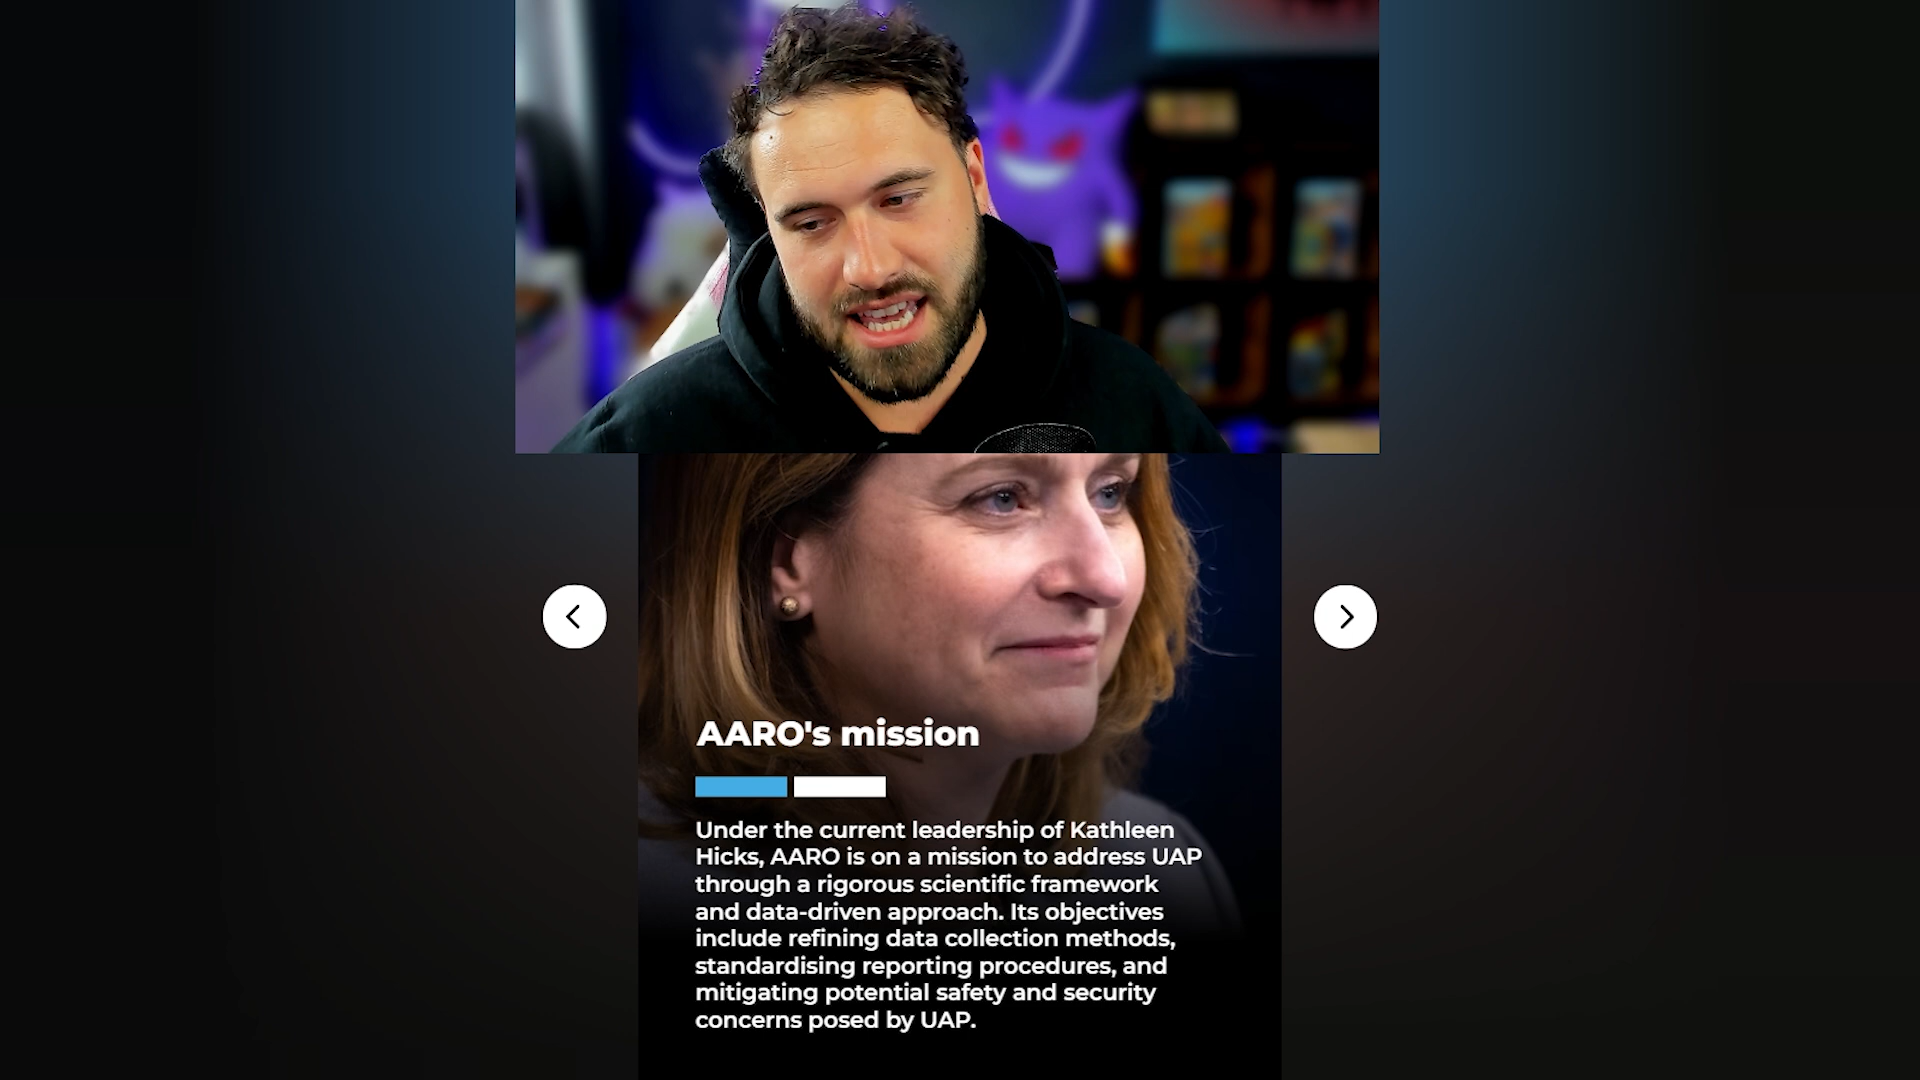 AARO's mission
Under the current leadership of Kathleen
Hicks, AARO is on a mission to address UAP
through a rigorous scientific framework
and data-driven approach. Its objectives
include refining data collection methods,
standardising reporting procedures, and
mitigating potential safety and security
concerns posed by UAP.